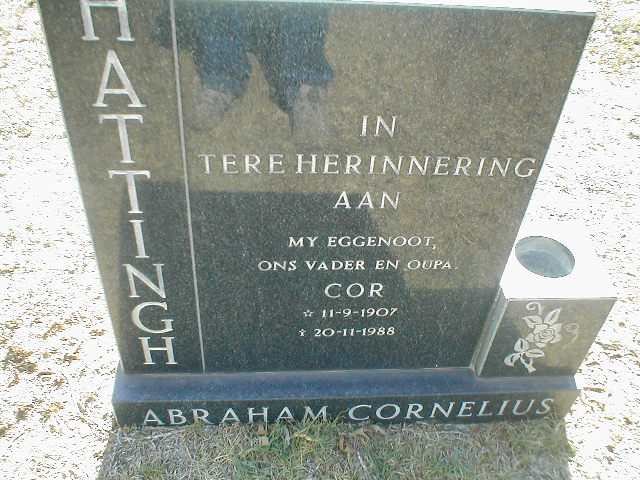 HATTINGH
IN
TERE HERINNERING
AAN
MY EGGENOOT,
ONS VADER EN OUPA.
COR
☆ 11-9-1907
† 20-11-1988
ABRAHAM CORNELIUS